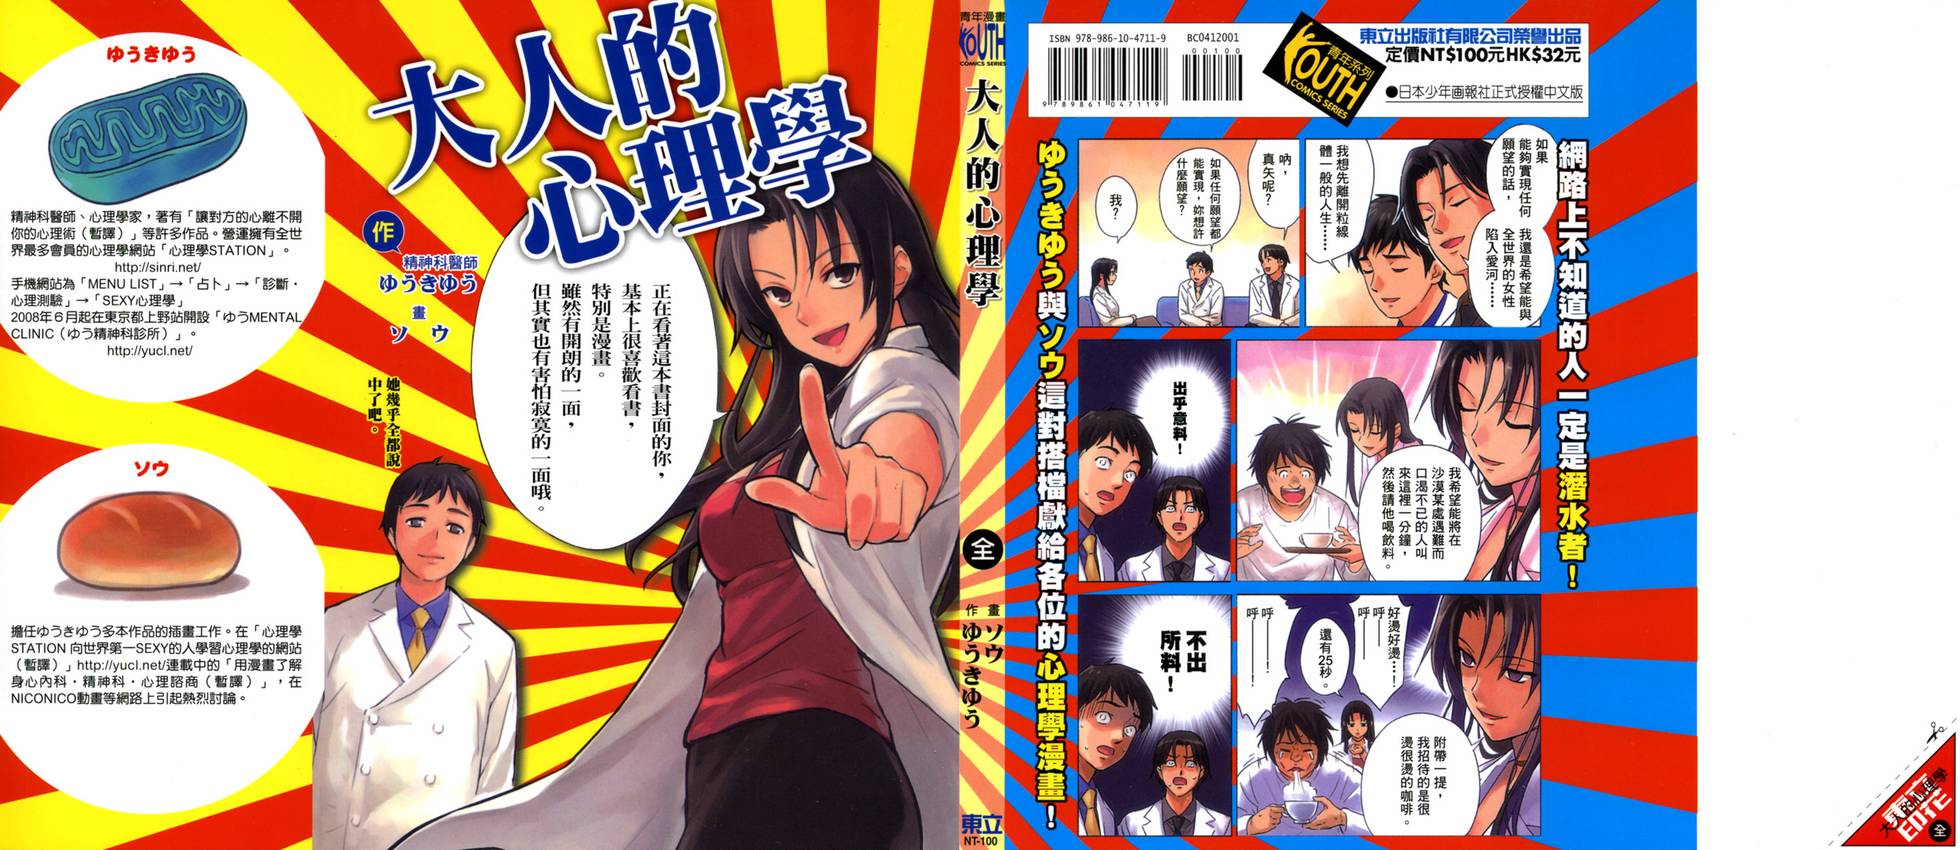 ゆうきゆう
精神科醫師、心理學家，著有「讓對方的心離不開
你的心理術（暫譯）」等許多作品。營運擁有全世
界最多會員的心理學網站「心理學STATION」。
http://sinri.net/
手機網站為「MENU LIST」→「占卜」→「診斷・
心理測驗」→「SEXY心理學」
2008年６月起在東京都上野站開設「ゆうMENTAL
CLINIC（ゆう精神科診所）」。
http://yucl.net/
ソウ
擔任ゆうきゆう多本作品的插畫工作。在「心理學
STATION 向世界第一SEXY的人學習心理學的網站
（暫譯）」http://yucl.net/連載中的「用漫畫了解
身心內科・精神科・心理諮商（暫譯）」，在
NICONICO動畫等網路上引起熱烈討論。
大人的
心理學
作
精神科醫師
ゆうきゆう
畫
ソウ
正在看著這本書封面的你，
基本上很喜歡看書，
特別是漫畫。
雖然有開朗的一面，
但其實也有害怕寂寞的一面哦。
她幾乎全都說
中了吧。
青年漫畫
YOUTH
COMICS SERIES
大人的心理學
全
畫 ソウ
作 ゆうきゆう
東立
NT-100
ISBN 978-986-10-4711-9
BC0412001
00100
9789861047119
青年系列
YOUTH
COMICS SERIES
東立出版社有限公司榮譽出品
定價NT$100元HK$32元
●日本少年画報社正式授權中文版
網路上不知道的人一定是潛水者！
如果
能夠實現任何
願望的話，
我還是希望能與
全世界的女性
陷入愛河……
我想先離開粒線
體一般的人生……
吶，
真矢呢？
如果任何願望都
能實現，妳想許
什麼願望？
我？
我希望能將在
沙漠某處遇難而
口渴不已的人叫
來這裡一分鐘，
然後請他喝飲料。
出乎意料！
好燙好燙……！
呼——
呼——！
呼——！
還有25秒。
附帶一提，
我招待的是很
燙很燙的咖啡。
不出
所料！
ゆうきゆう與ソウ這對搭檔獻給各位的心理學漫畫！
大人的心理學
東立
印花
全